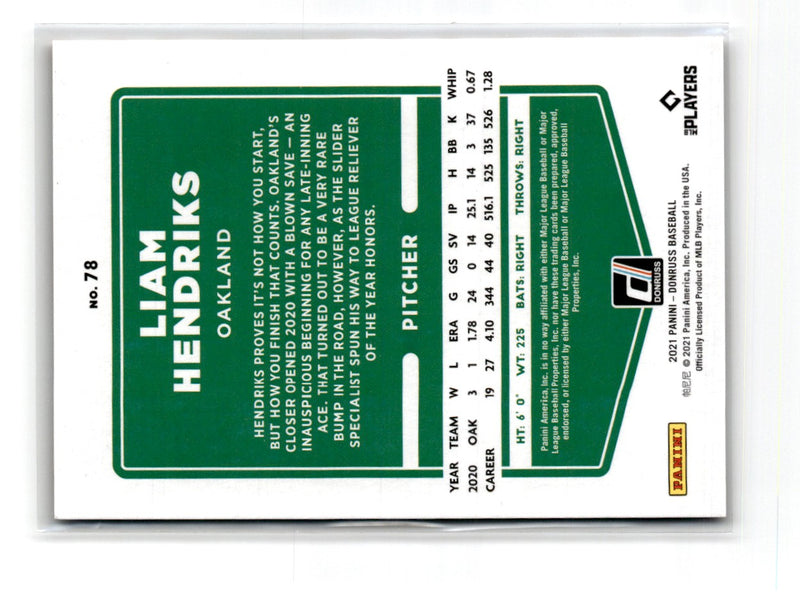 No. 78
LIAM
HENDRIKS
OAKLAND
HENDRIKS PROVES IT'S NOT HOW YOU START,
BUT HOW YOU FINISH THAT COUNTS. OAKLAND'S
CLOSER OPENED 2020 WITH A BLOWN SAVE — AN
INAUSPICIOUS BEGINNING FOR ANY LATE-INNING
ACE. THAT TURNED OUT TO BE A VERY RARE
BUMP IN THE ROAD, HOWEVER, AS THE SLIDER
SPECIALIST SPUN HIS WAY TO LEAGUE RELIEVER
OF THE YEAR HONORS.
PITCHER
YEAR TEAM W L ERA G GS SV IP H BB K WHIP
2020 OAK 3 1 1.78 24 0 14 25.1 14 3 37 0.67
CAREER 19 27 4.10 344 44 40 516.1 525 135 526 1.28
HT: 6' 0" WT: 225 BATS: RIGHT THROWS: RIGHT
Panini America, Inc. is in no way affiliated with either Major League Baseball or Major
League Baseball Properties, Inc., nor have these trading cards been prepared, approved,
endorsed, or licensed by either Major League Baseball or Major League Baseball
Properties, Inc.
DONRUSS
2021 PANINI – DONRUSS BASEBALL
帕尼尼 © 2021 Panini America, Inc. Produced in the USA.
Officially Licensed Product of MLB Players, Inc.
PANINI
MLB PLAYERS